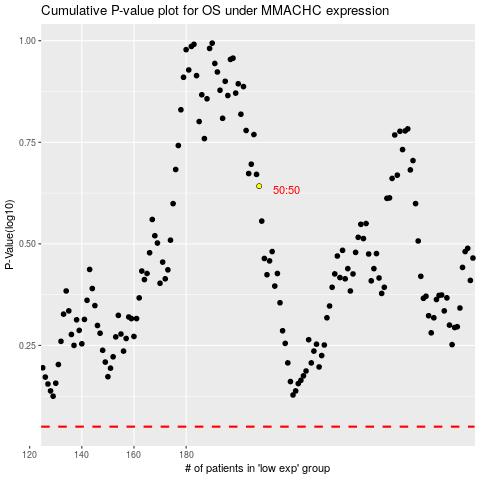 Cumulative P-value plot for OS under MMACHC expression
P-Value(log10)
1.00
0.75
0.50
0.25
50:50
120 140 160 180
# of patients in 'low exp' group